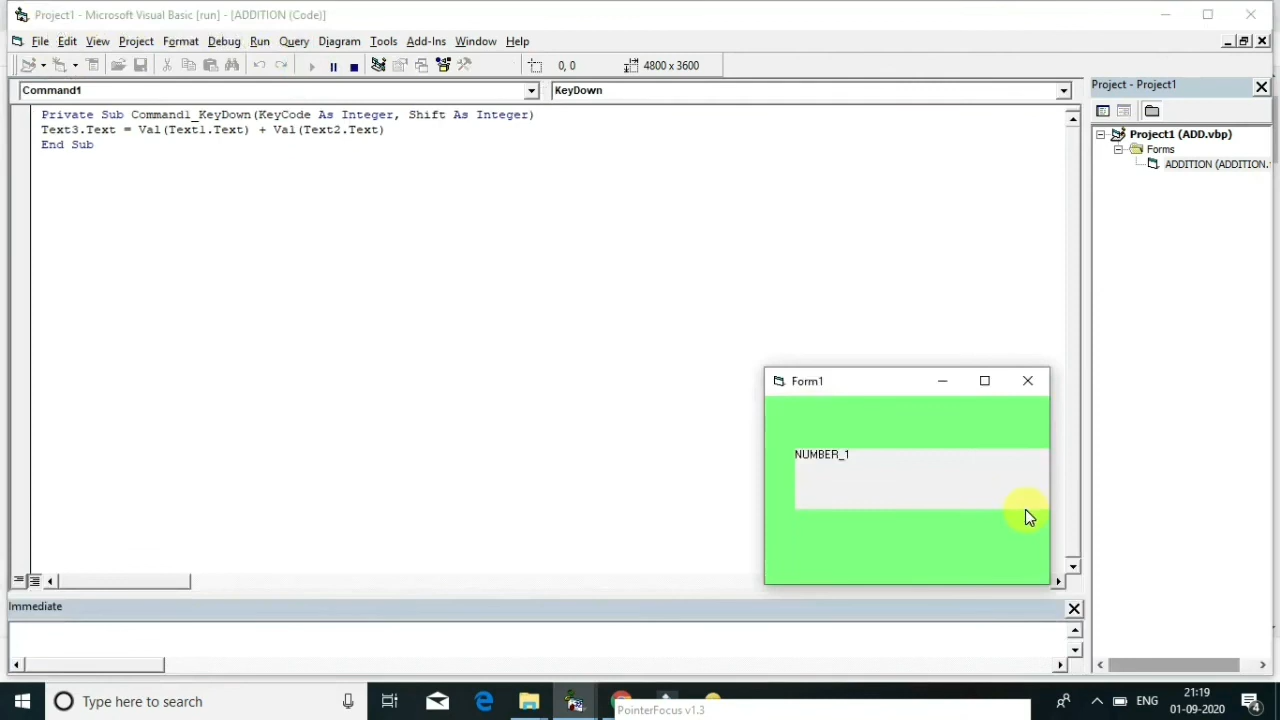 Project1 - Microsoft Visual Basic [run] - [ADDITION (Code)]
File Edit View Project Format Debug Run Query Diagram Tools Add-Ins Window Help
0, 0 4800 x 3600
Command1 KeyDown
Project - Project1
Private Sub Command1_KeyDown(KeyCode As Integer, Shift As Integer)
Text3.Text = Val(Text1.Text) + Val(Text2.Text)
End Sub
Project1 (ADD.vbp)
Forms
ADDITION (ADDITION.
Form1
NUMBER_1
Immediate
Type here to search
ENG
21:19
01-09-2020
4
PointerFocus v1.3